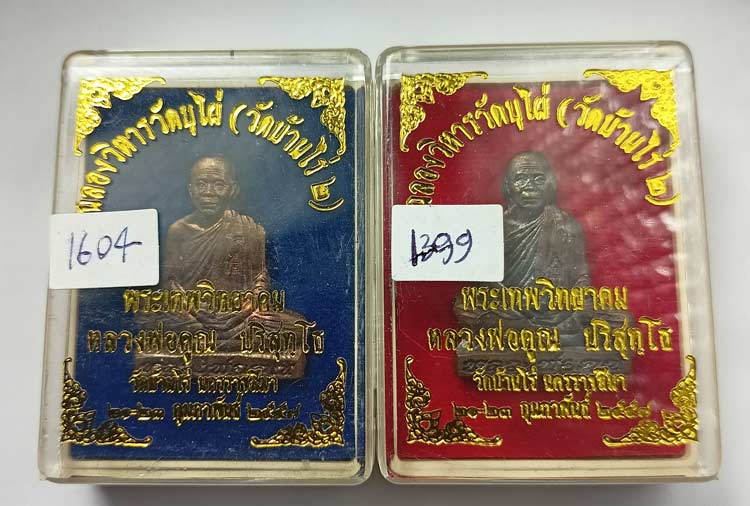 ฉลองวิหารวัดบุไผ่ (วัดบ้านไร่ ๒)
1604
พระเทพวิทยาคม
หลวงพ่อคูณ ปริสุทฺโธ
วัดบ้านไร่ นครราชสีมา
๒๑-๒๓ กุมภาพันธ์ ๒๕๕๗
ฉลองวิหารวัดบุไผ่ (วัดบ้านไร่ ๒)
1399
พระเทพวิทยาคม
หลวงพ่อคูณ ปริสุทฺโธ
วัดบ้านไร่ นครราชสีมา
๒๑-๒๓ กุมภาพันธ์ ๒๕๕๗